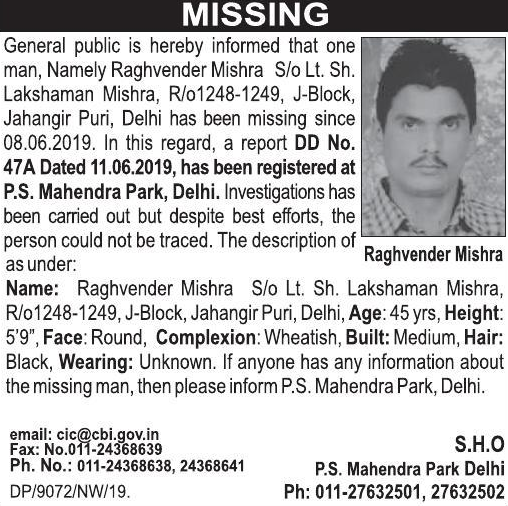 MISSING
General public is hereby informed that one
man, Namely Raghvender Mishra S/o Lt. Sh.
Lakshaman Mishra, R/o1248-1249, J-Block,
Jahangir Puri, Delhi has been missing since
08.06.2019. In this regard, a report DD No.
47A Dated 11.06.2019, has been registered at
P.S. Mahendra Park, Delhi. Investigations has
been carried out but despite best efforts, the
person could not be traced. The description of
as under:
Raghvender Mishra
Name: Raghvender Mishra S/o Lt. Sh. Lakshaman Mishra,
R/o1248-1249, J-Block, Jahangir Puri, Delhi, Age: 45 yrs, Height:
5'9", Face: Round, Complexion: Wheatish, Built: Medium, Hair:
Black, Wearing: Unknown. If anyone has any information about
the missing man, then please inform P.S. Mahendra Park, Delhi.
email: cic@cbi.gov.in
Fax: No.011-24368639
Ph. No.: 011-24368638, 24368641
DP/9072/NW/19.
S.H.O
P.S. Mahendra Park Delhi
Ph: 011-27632501, 27632502